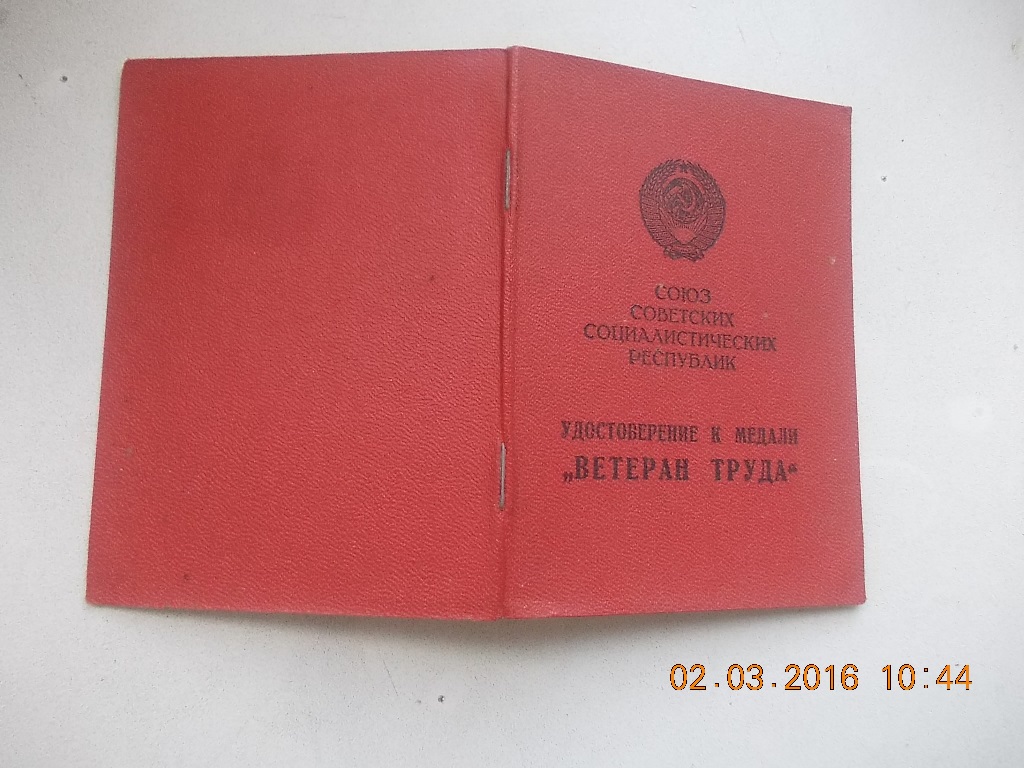 СОЮЗ
СОВЕТСКИХ
СОЦИАЛИСТИЧЕСКИХ
РЕСПУБЛИК
УДОСТОВЕРЕНИЕ К МЕДАЛИ
„ВЕТЕРАН ТРУДА“
02.03.2016 10:44